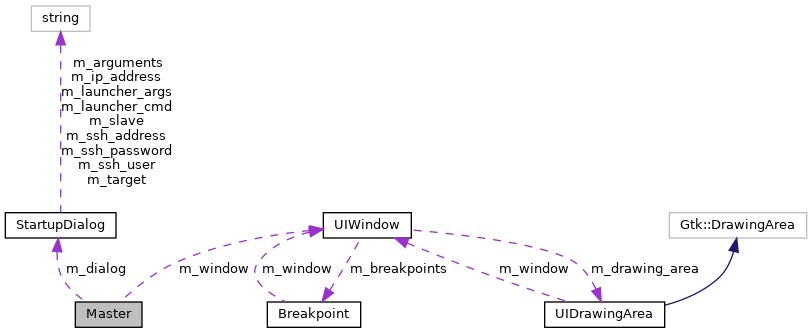 string
m_arguments
m_ip_address
m_launcher_args
m_launcher_cmd
m_slave
m_ssh_address
m_ssh_password
m_ssh_user
m_target
StartupDialog
UIWindow
Gtk::DrawingArea
m_dialog
m_window
m_window
m_breakpoints
m_window
m_drawing_area
Master
Breakpoint
UIDrawingArea